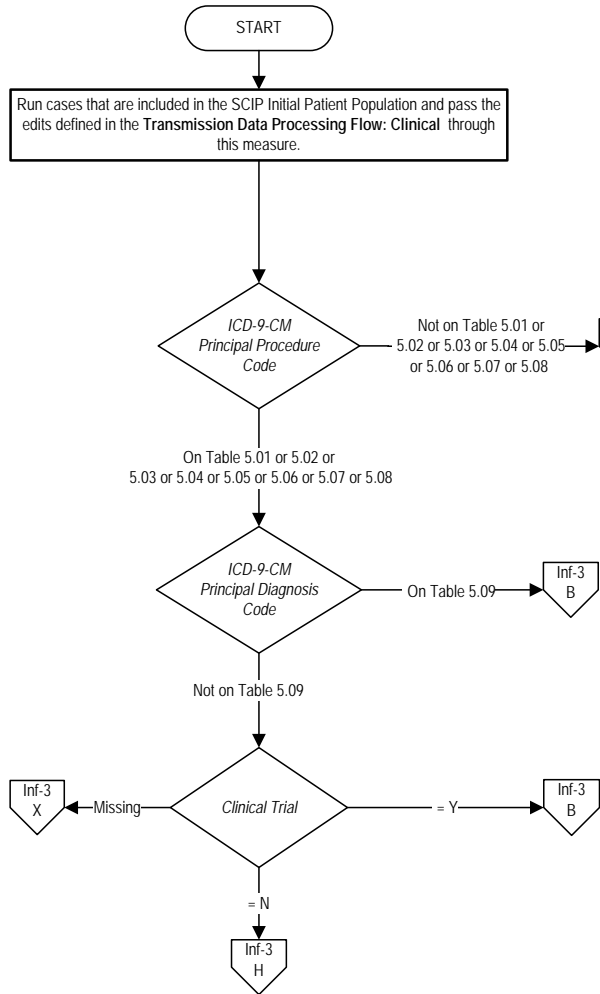 START
Run cases that are included in the SCIP Initial Patient Population and pass the
edits defined in the Transmission Data Processing Flow: Clinical through
this measure.
ICD-9-CM
Principal Procedure
Code
Not on Table 5.01 or
5.02 or 5.03 or 5.04 or 5.05
or 5.06 or 5.07 or 5.08
On Table 5.01 or 5.02 or
5.03 or 5.04 or 5.05 or 5.06 or 5.07 or 5.08
ICD-9-CM
Principal Diagnosis
Code
On Table 5.09
Inf-3
B
Not on Table 5.09
Inf-3
X
Missing
Clinical Trial
= Y
Inf-3
B
= N
Inf-3
H